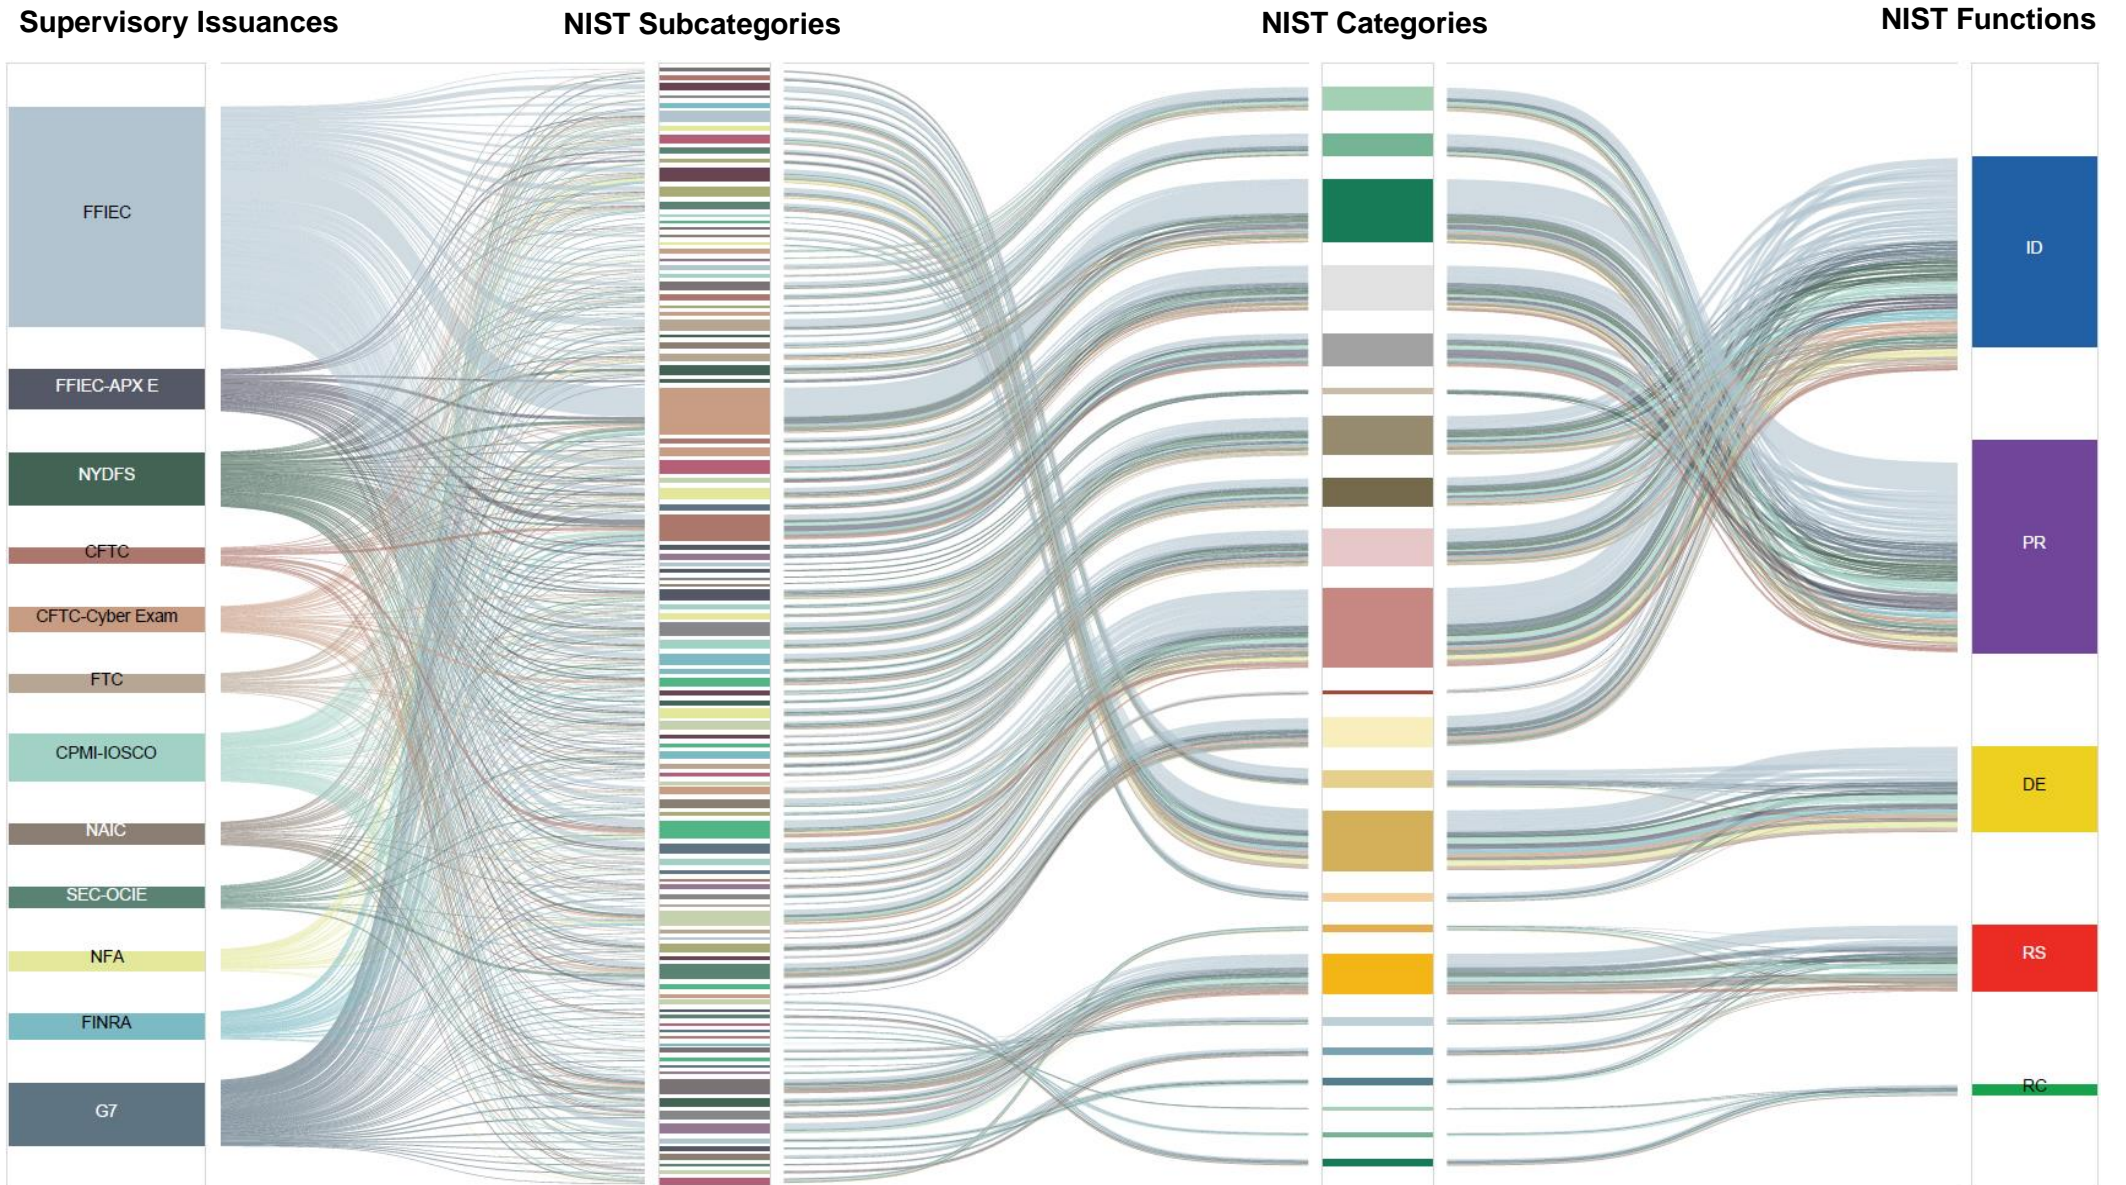 Supervisory Issuances
NIST Subcategories
NIST Categories
NIST Functions
FFIEC
FFIEC-APX E
NYDFS
CFTC
CFTC-Cyber Exam
FTC
CPMI-IOSCO
NAIC
SEC-OCIE
NFA
FINRA
G7
ID
PR
DE
RS
RC